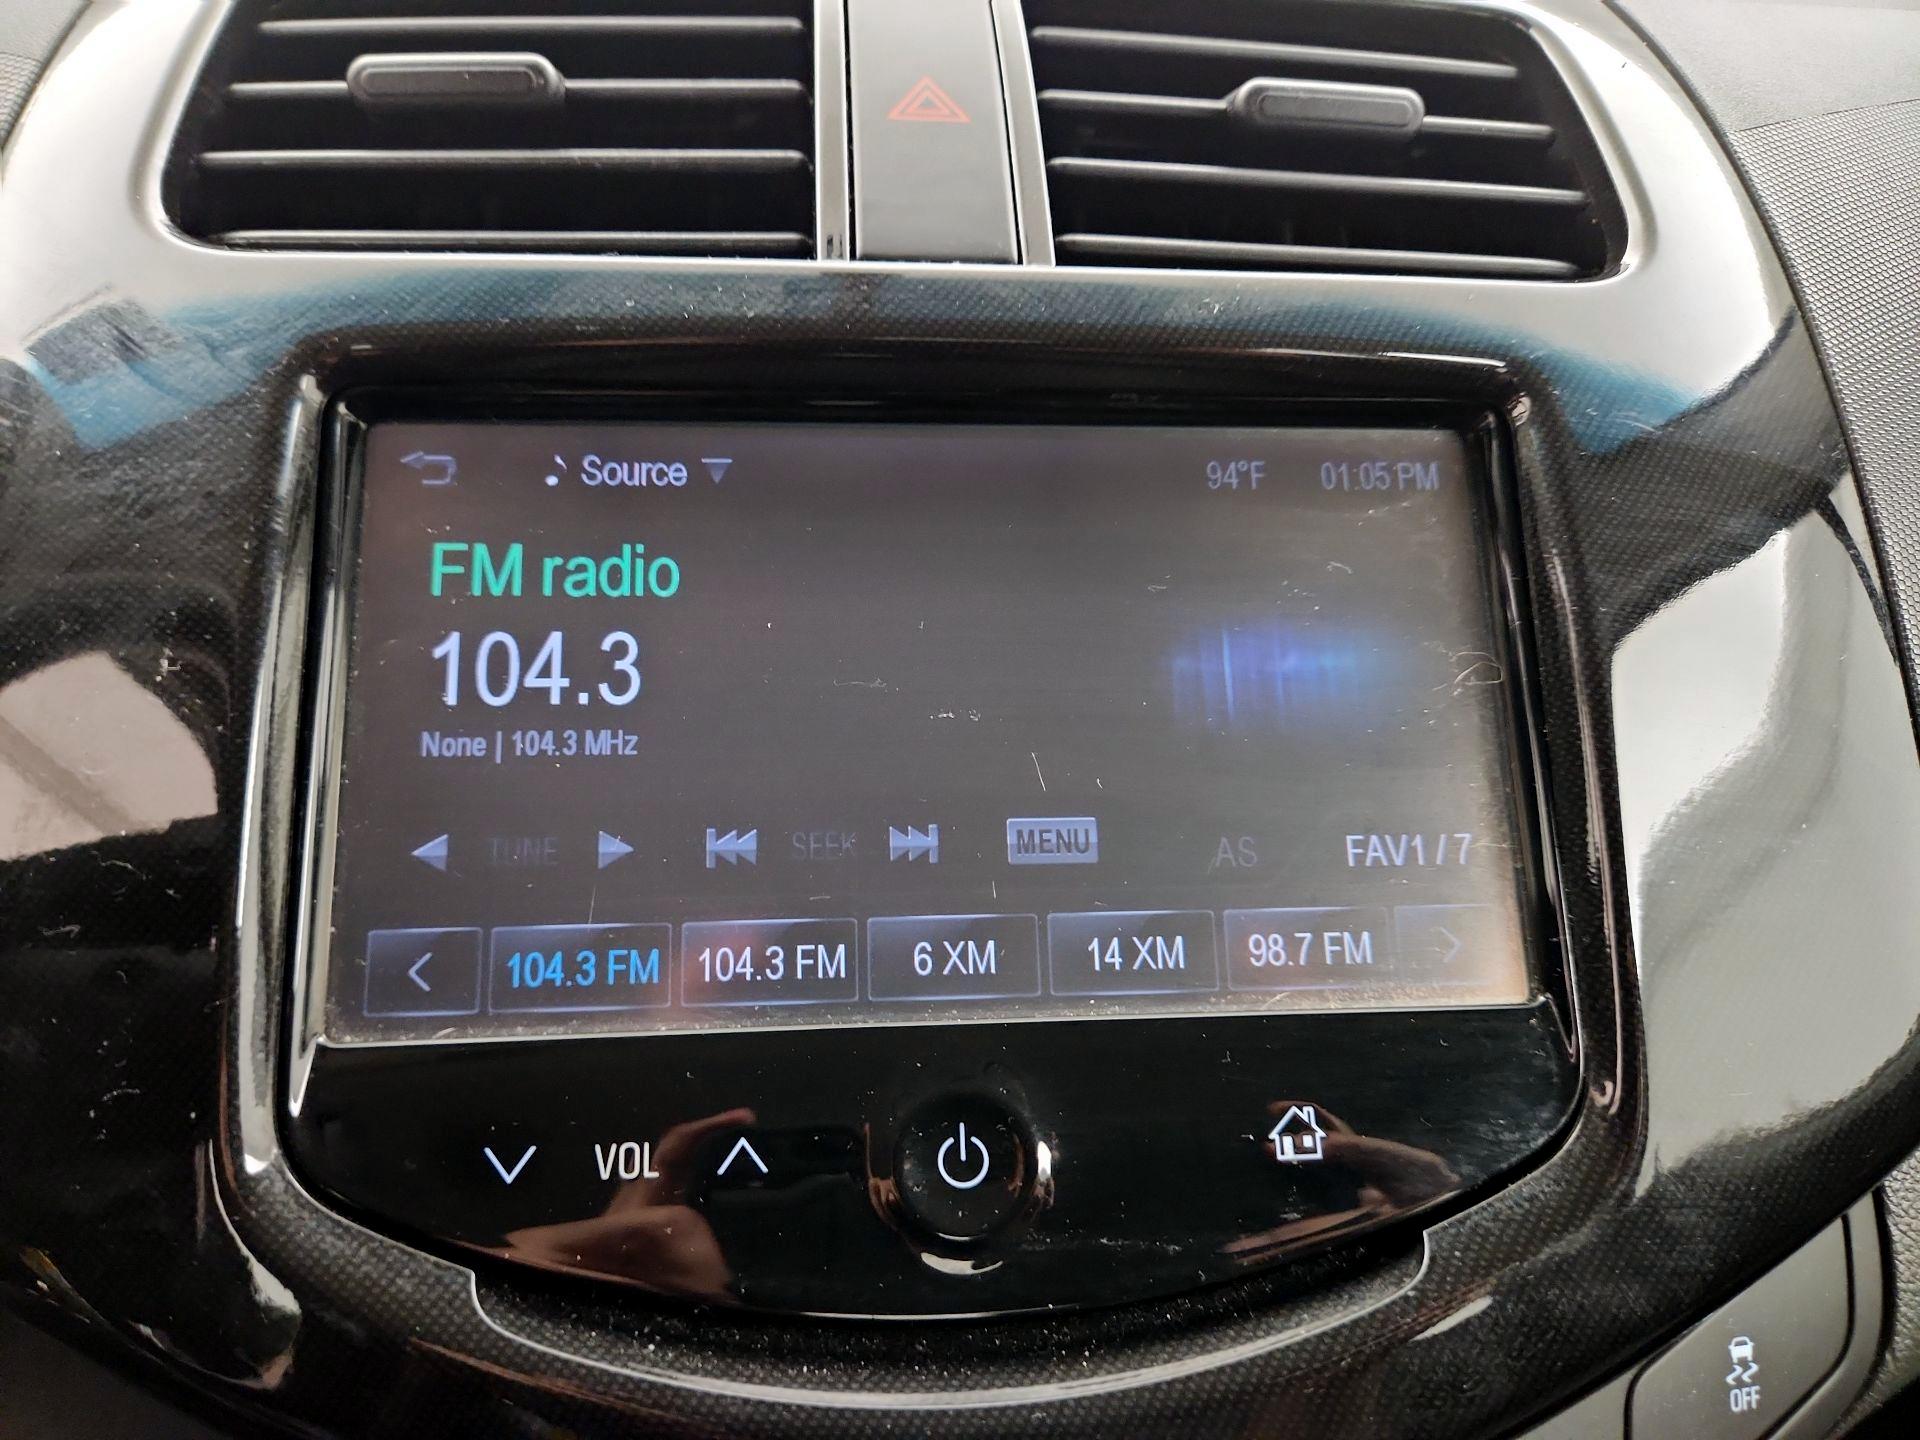 Source 94°F 01:05 PM
FM radio
104.3
None | 104.3 MHz
TUNE SEEK MENU AS FAV1 / 7
104.3 FM 104.3 FM 6 XM 14 XM 98.7 FM
VOL
OFF